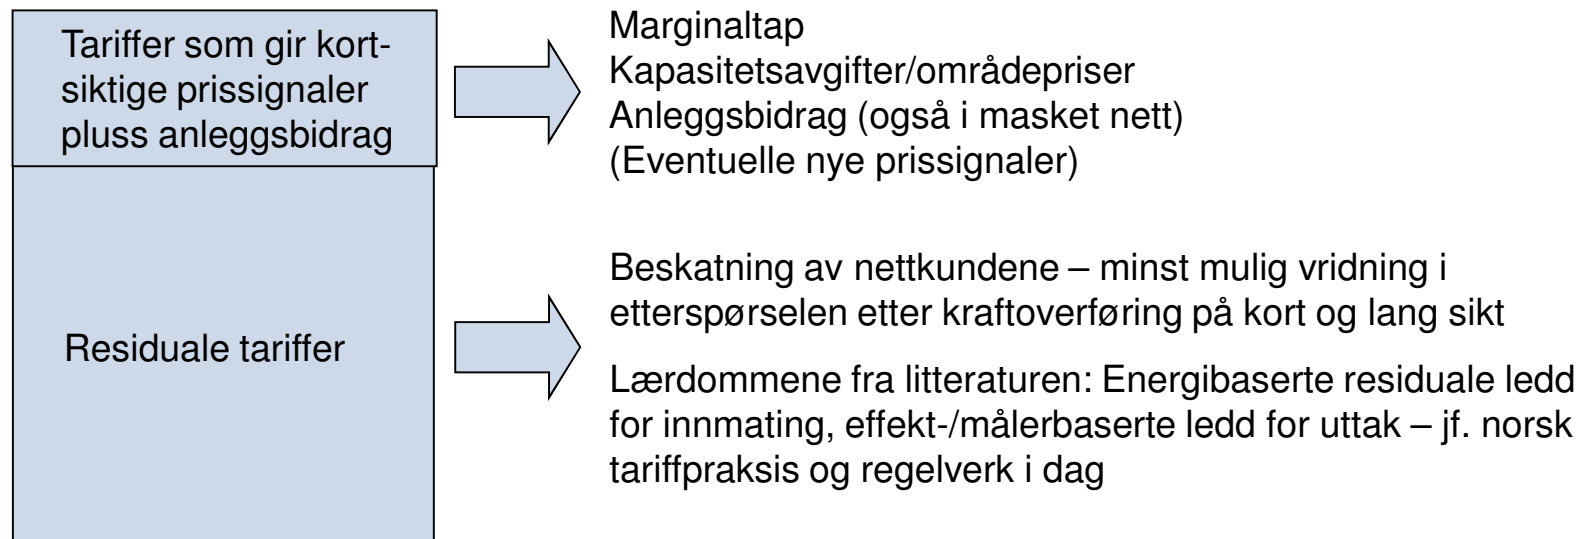 Tariffer som gir kort-
siktige prissignaler
pluss anleggsbidrag
Marginaltap
Kapasitetsavgifter/områdepriser
Anleggsbidrag (også i masket nett)
(Eventuelle nye prissignaler)
Residuale tariffer
Beskatning av nettkundene – minst mulig vridning i
etterspørselen etter kraftoverføring på kort og lang sikt
Lærdommene fra litteraturen: Energibaserte residuale ledd
for innmating, effekt-/målerbaserte ledd for uttak – jf. norsk
tariffpraksis og regelverk i dag